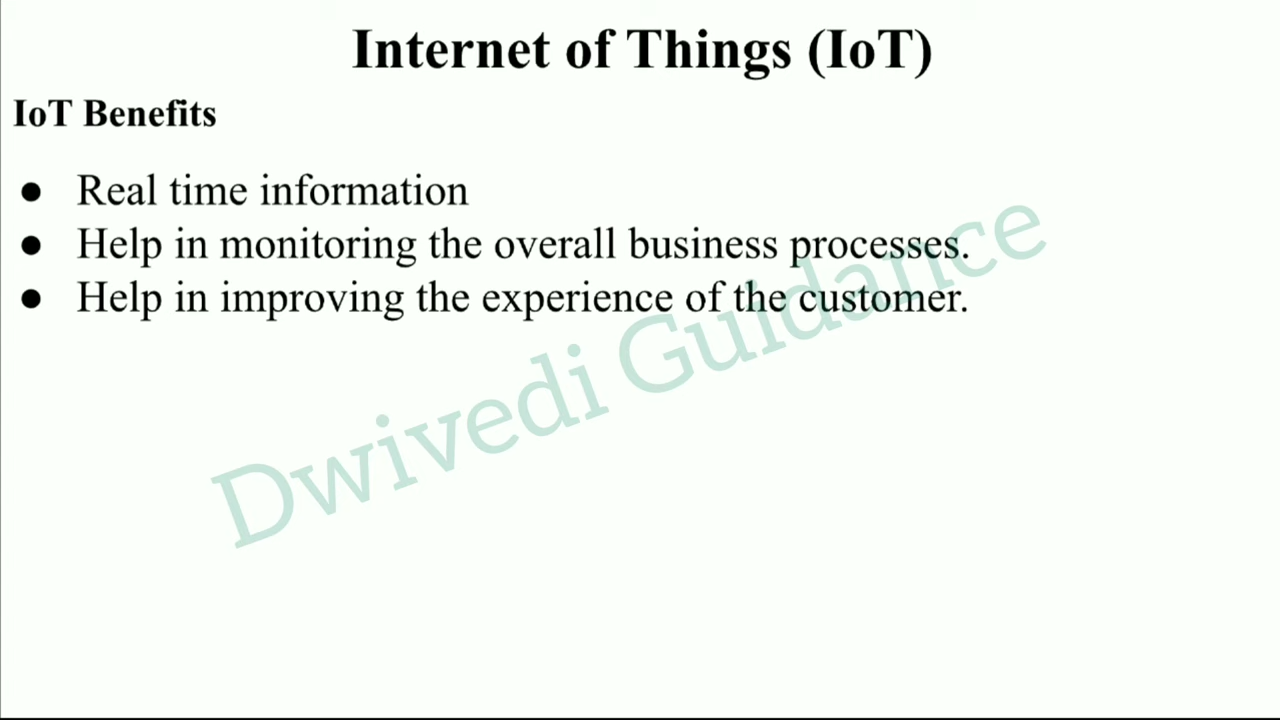 Internet of Things (IoT)
IoT Benefits
● Real time information
● Help in monitoring the overall business processes.
● Help in improving the experience of the customer.
Dwivedi Guidance